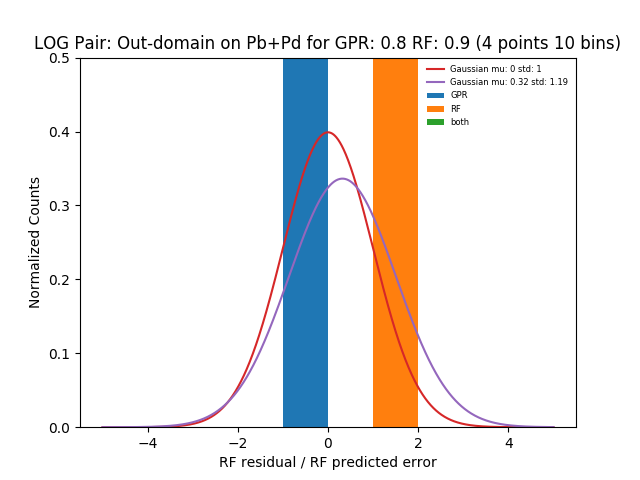 LOG Pair: Out-domain on Pb+Pd for GPR: 0.8 RF: 0.9 (4 points 10 bins)
Gaussian mu: 0 std: 1
Gaussian mu: 0.32 std: 1.19
GPR
RF
both
Normalized Counts
0.5
0.4
0.3
0.2
0.1
0.0
−4 −2 0 2 4
RF residual / RF predicted error